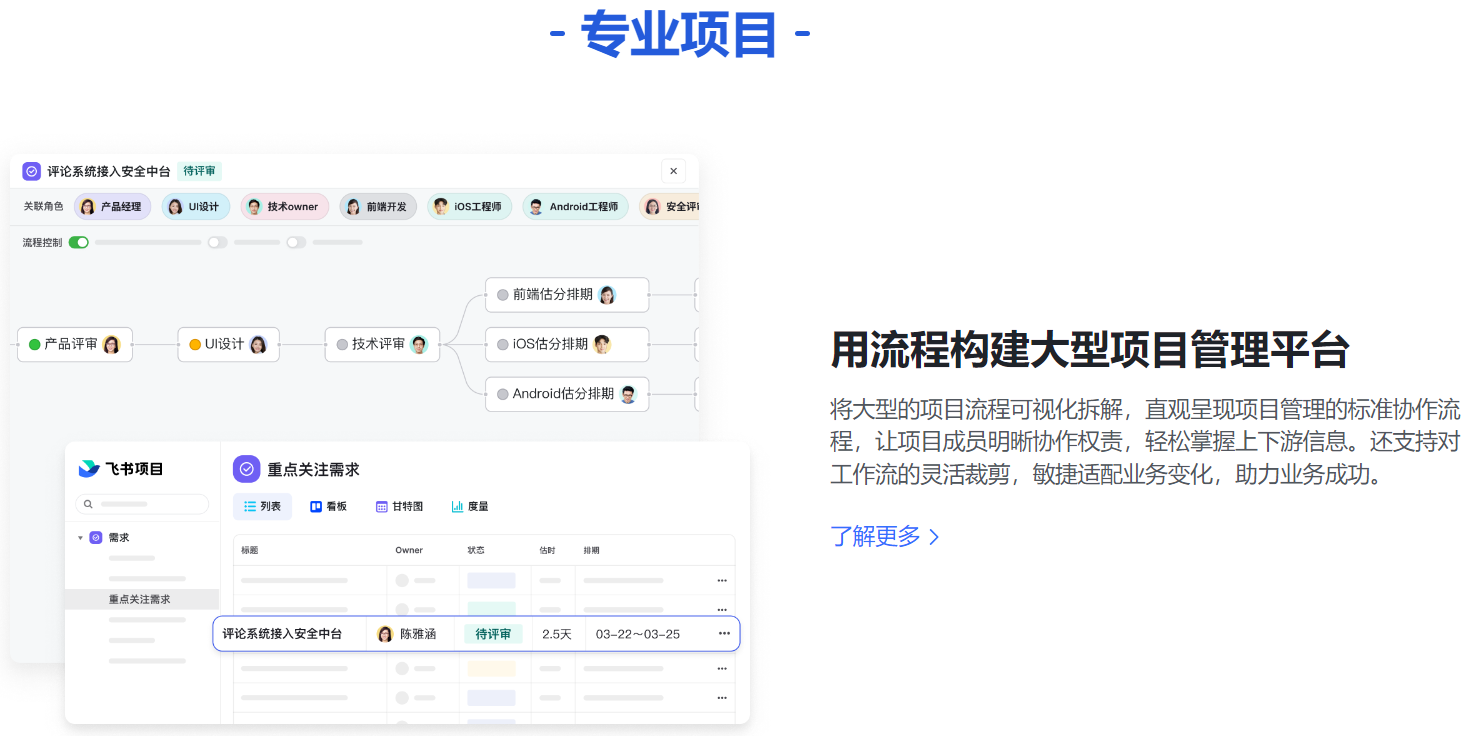 - 专业项目 -
评论系统接入安全中台 待评审
关联角色 产品经理 UI设计 技术owner 前端开发 iOS工程师 Android工程师 安全评
流程控制
前端估分排期
产品评审 UI设计 技术评审 iOS估分排期
Android估分排期
飞书项目
重点关注需求
列表 看板 甘特图 度量
需求
标题 Owner 状态 估时 排期
重点关注需求
评论系统接入安全中台 陈雅涵 待评审 2.5天 03-22～03-25
用流程构建大型项目管理平台
将大型的项目流程可视化拆解，直观呈现项目管理的标准协作流
程，让项目成员明晰协作权责，轻松掌握上下游信息。还支持对
工作流的灵活裁剪，敏捷适配业务变化，助力业务成功。
了解更多 >